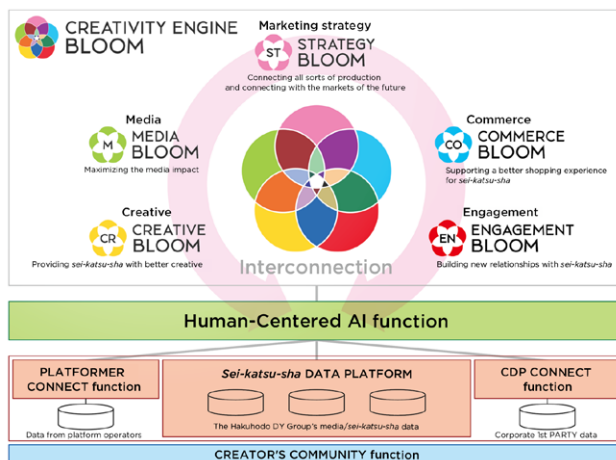 CREATIVITY ENGINE
BLOOM
Marketing strategy
ST
STRATEGY
BLOOM
Connecting all sorts of production
and connecting with the markets of the future
Media
M
MEDIA
BLOOM
Maximizing the media impact
Commerce
CO
COMMERCE
BLOOM
Supporting a better shopping experience
for sei-katsu-sha
Creative
CR
CREATIVE
BLOOM
Providing sei-katsu-sha with better creative
Engagement
EN
ENGAGEMENT
BLOOM
Building new relationships with sei-katsu-sha
Interconnection
Human-Centered AI function
PLATFORMER
CONNECT function
Data from platform operators
Sei-katsu-sha DATA PLATFORM
The Hakuhodo DY Group's media/sei-katsu-sha data
CDP CONNECT
function
Corporate 1st PARTY data
CREATOR'S COMMUNITY function